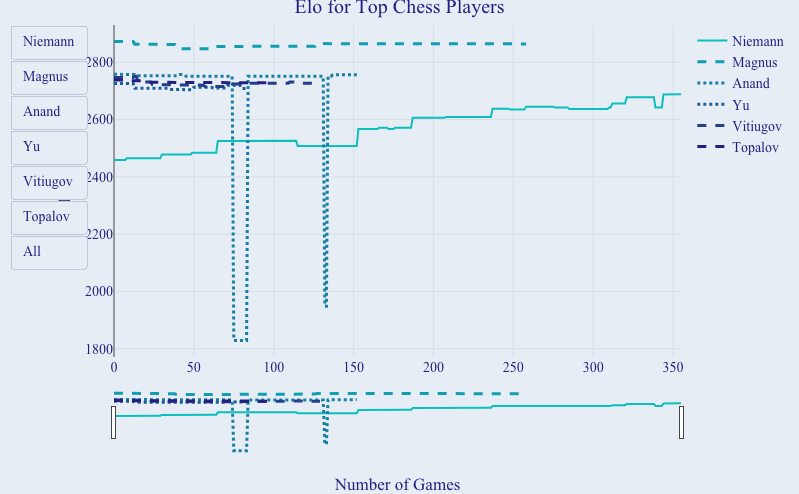 Elo for Top Chess Players
Niemann
Magnus
Anand
Yu
Vitiugov
Topalov
All
2800
2600
2400
2200
2000
1800
0 50 100 150 200 250 300 350
Niemann
Magnus
Anand
Yu
Vitiugov
Topalov
Number of Games